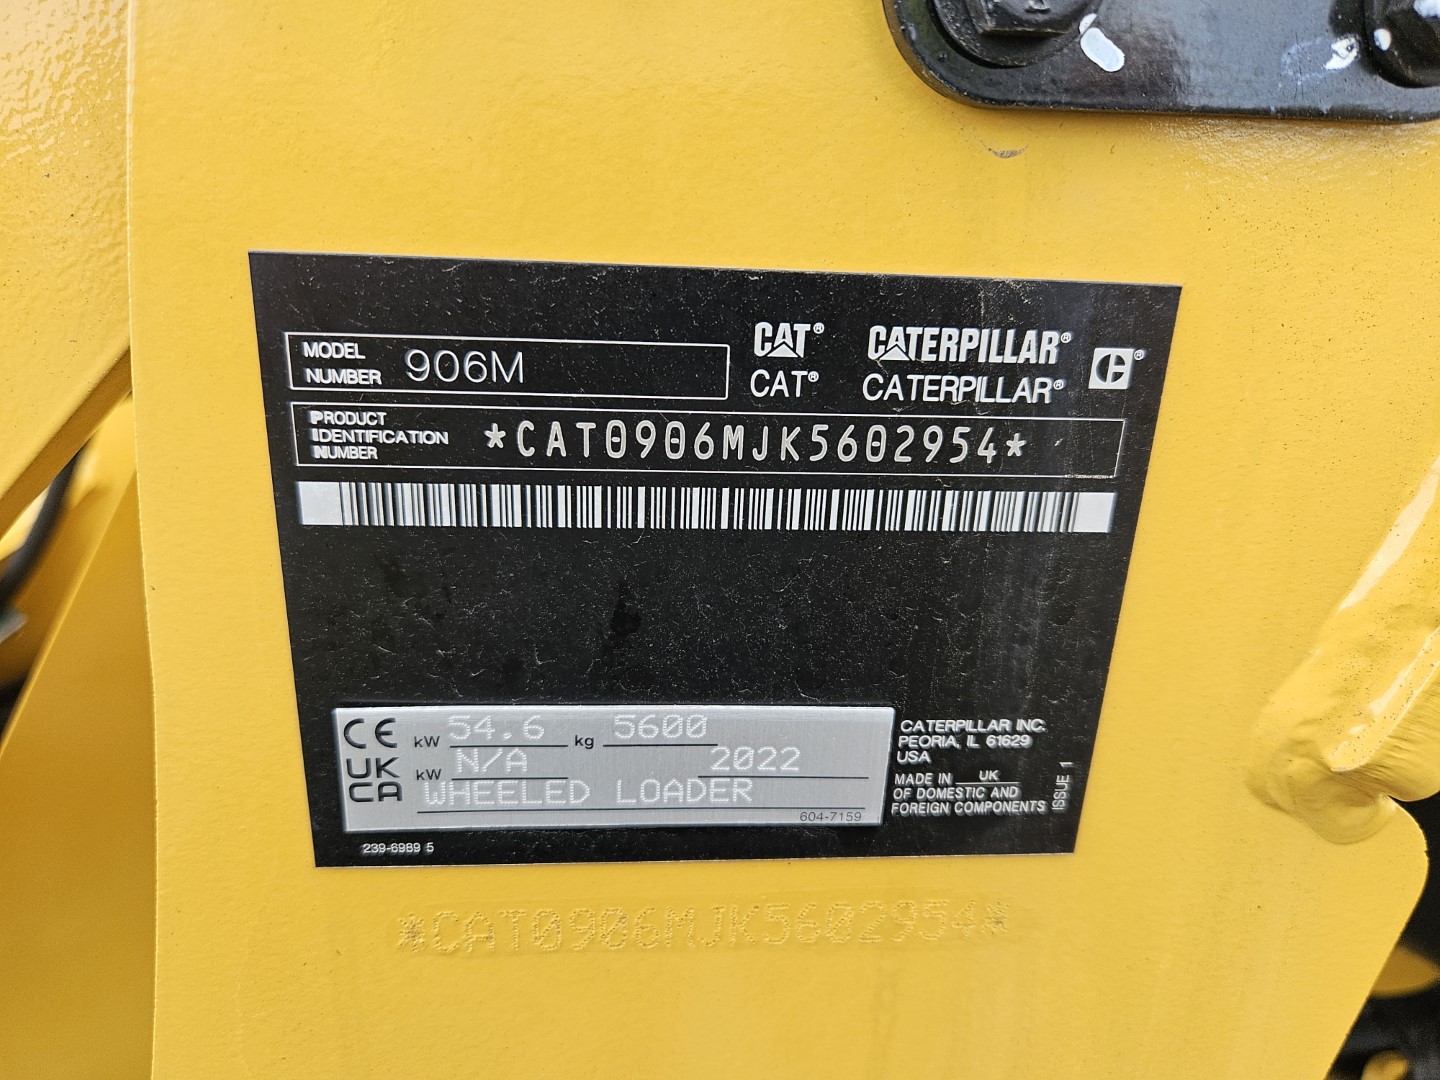 MODEL NUMBER 906M
CAT® CATERPILLAR® C®
CAT® CATERPILLAR®
PRODUCT IDENTIFICATION NUMBER *CAT0906MJK5602954*
CE kW 54.6 kg 5600
UK CA kW N/A 2022
WHEELED LOADER
604-7159
239-6989 5
CATERPILLAR INC.
PEORIA, IL 61629
USA
MADE IN UK
OF DOMESTIC AND
FOREIGN COMPONENTS
ISSUE 1
*CAT0906MJK5602954*